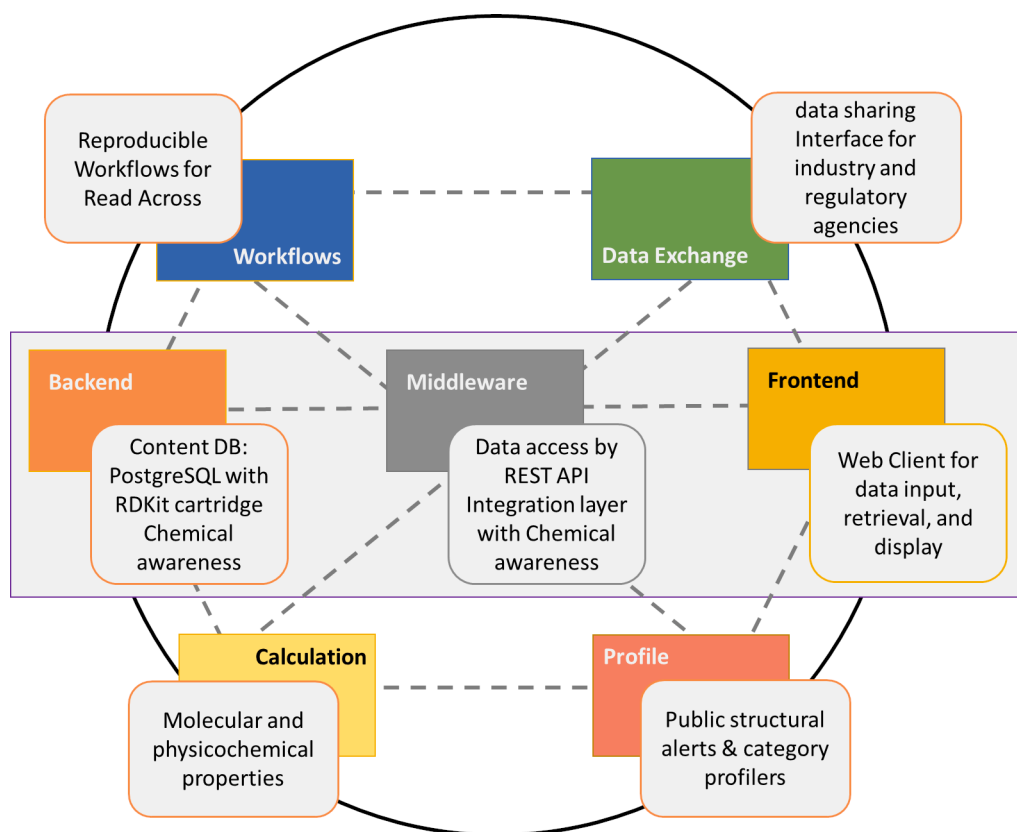 Reproducible
Workflows for
Read Across
Workflows
data sharing
Interface for
industry and
regulatory
agencies
Data Exchange
Backend
Content DB:
PostgreSQL with
RDKit cartridge
Chemical
awareness
Middleware
Data access by
REST API
Integration layer
with Chemical
awareness
Frontend
Web Client for
data input,
retrieval, and
display
Calculation
Molecular and
physicochemical
properties
Profile
Public structural
alerts & category
profilers